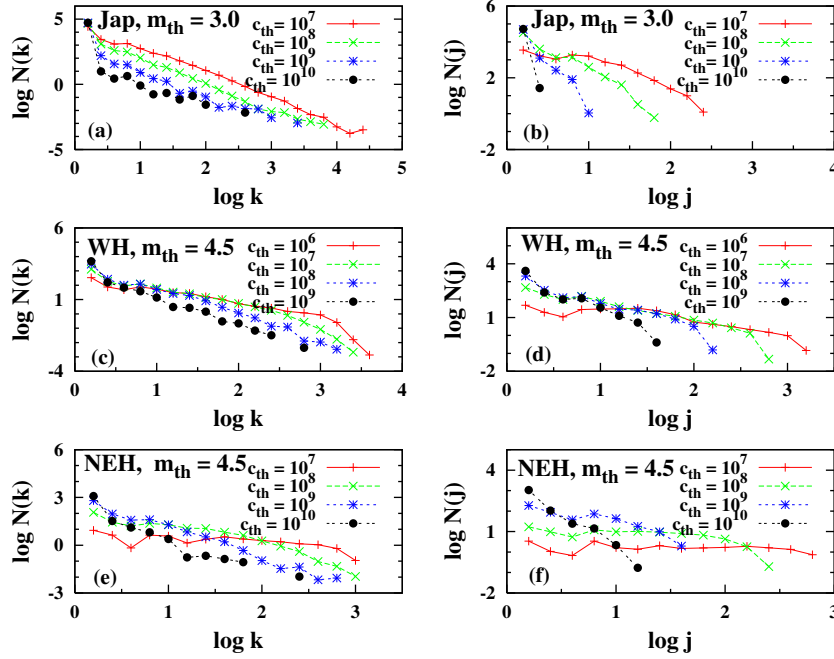 Jap, m_th = 3.0
c_th = 10^7
c_th = 10^8
c_th = 10^9
c_th = 10^10
log N(k)
5
0
-5
(a)
0 1 2 3 4 5
log k
Jap, m_th = 3.0
c_th = 10^7
c_th = 10^8
c_th = 10^9
c_th = 10^10
log N(j)
6
2
-2
(b)
0 1 2 3 4
log j
WH, m_th = 4.5
c_th = 10^6
c_th = 10^7
c_th = 10^8
c_th = 10^9
log N(k)
6
1
-4
(c)
0 1 2 3 4
log k
WH, m_th = 4.5
c_th = 10^6
c_th = 10^7
c_th = 10^8
c_th = 10^9
log N(j)
4
1
-2
(d)
0 1 2 3
log j
NEH, m_th = 4.5
c_th = 10^7
c_th = 10^8
c_th = 10^9
c_th = 10^10
log N(k)
6
3
0
-3
(e)
0 1 2 3
log k
NEH, m_th = 4.5
c_th = 10^7
c_th = 10^8
c_th = 10^9
c_th = 10^10
log N(j)
4
1
-2
(f)
0 1 2 3
log j